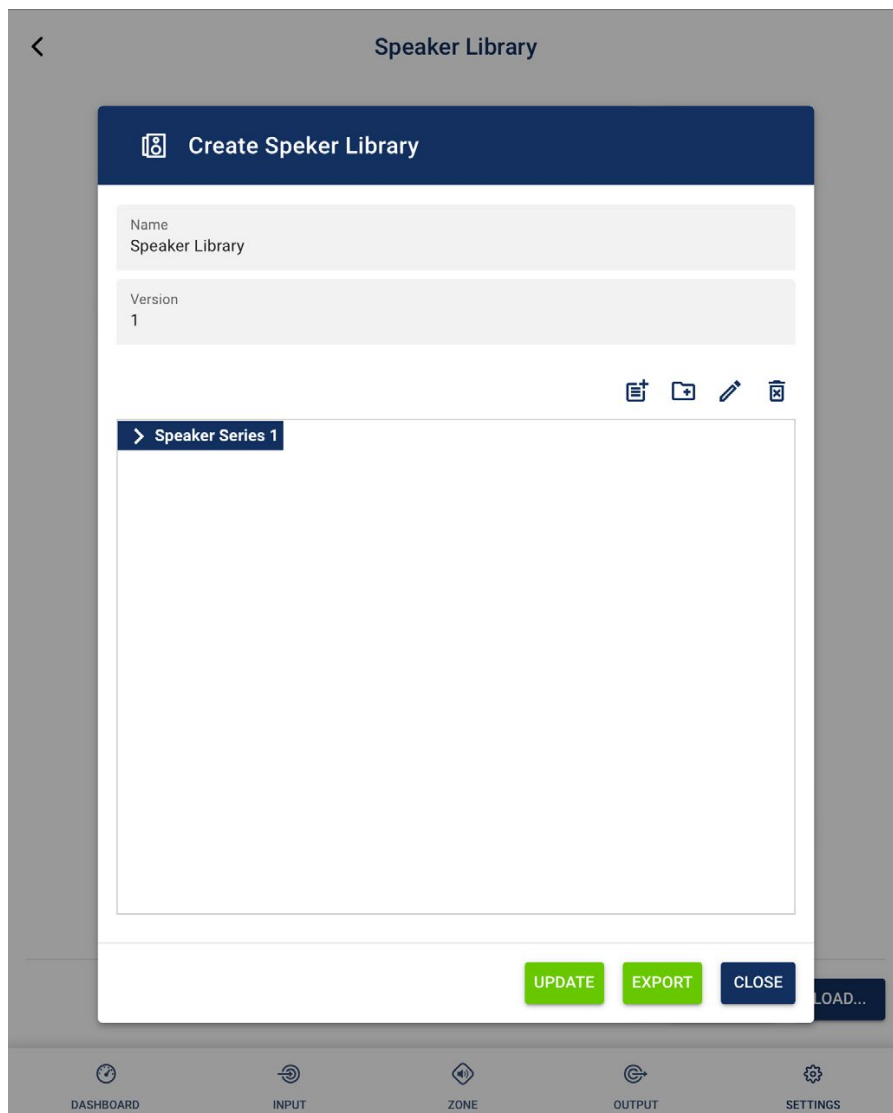 Speaker Library
Create Speker Library
Name
Speaker Library
Version
1
Speaker Series 1
UPDATE
EXPORT
CLOSE
LOAD...
DASHBOARD
INPUT
ZONE
OUTPUT
SETTINGS